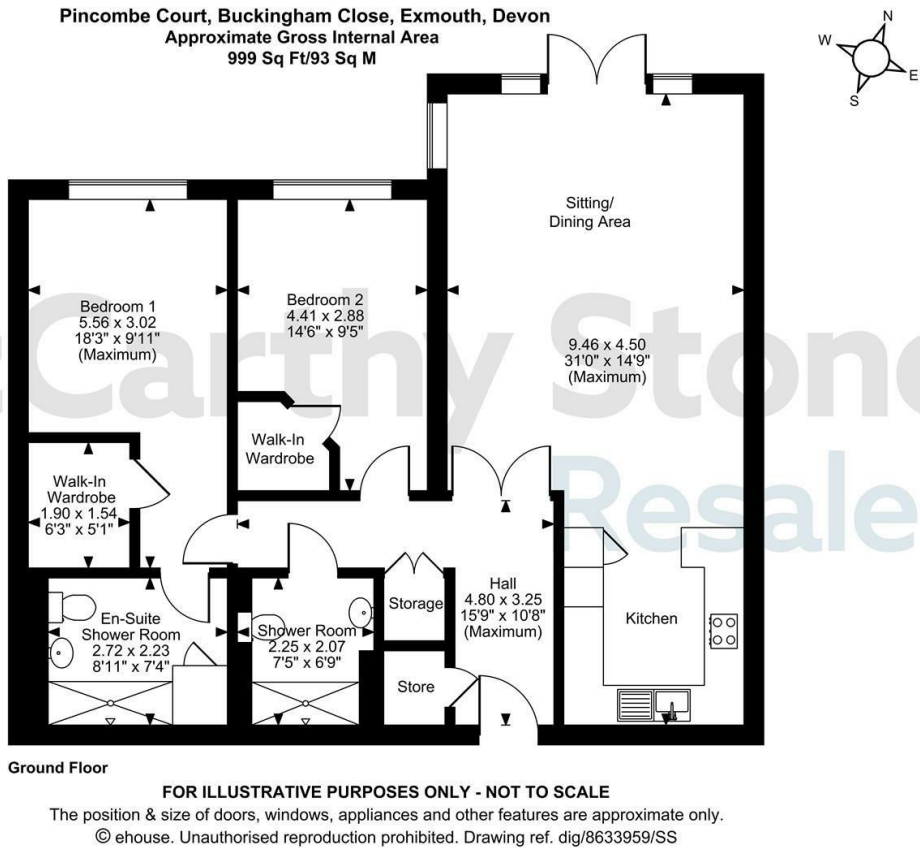 Pincombe Court, Buckingham Close, Exmouth, Devon
Approximate Gross Internal Area
999 Sq Ft/93 Sq M
N
W
E
S
Sitting/
Dining Area
9.46 x 4.50
31'0" x 14'9"
(Maximum)
Bedroom 1
5.56 x 3.02
18'3" x 9'11"
(Maximum)
Bedroom 2
4.41 x 2.88
14'6" x 9'5"
Carthy Stone
Resale
Walk-In
Wardrobe
Walk-In
Wardrobe
1.90 x 1.54
6'3" x 5'1"
En-Suite
Shower Room
2.72 x 2.23
8'11" x 7'4"
Shower Room
2.25 x 2.07
7'5" x 6'9"
Storage
Store
Hall
4.80 x 3.25
15'9" x 10'8"
(Maximum)
Kitchen
Ground Floor
FOR ILLUSTRATIVE PURPOSES ONLY - NOT TO SCALE
The position & size of doors, windows, appliances and other features are approximate only.
© ehouse. Unauthorised reproduction prohibited. Drawing ref. dig/8633959/SS